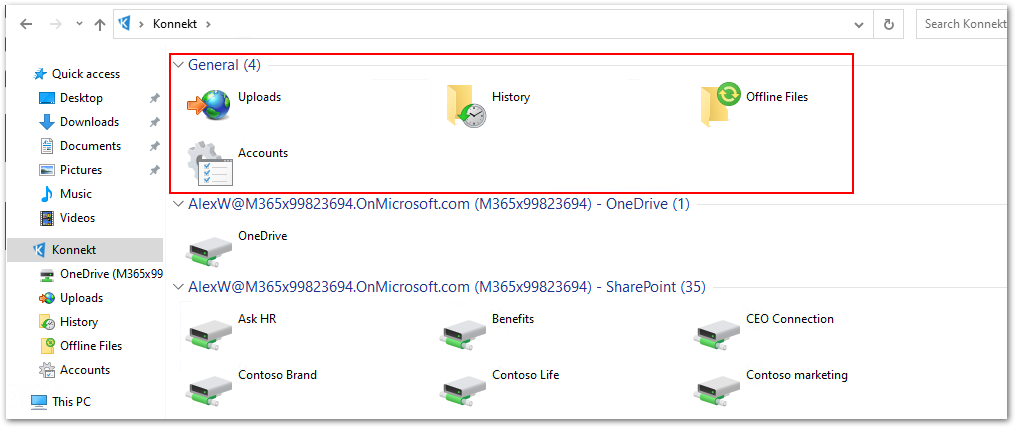 Konnekt
Search Konnekt
Quick access
Desktop
Downloads
Documents
Pictures
Music
Videos
Konnekt
OneDrive (M365x99
Uploads
History
Offline Files
Accounts
This PC
General (4)
Uploads
History
Offline Files
Accounts
AlexW@M365x99823694.OnMicrosoft.com (M365x99823694) - OneDrive (1)
OneDrive
AlexW@M365x99823694.OnMicrosoft.com (M365x99823694) - SharePoint (35)
Ask HR
Benefits
CEO Connection
Contoso Brand
Contoso Life
Contoso marketing